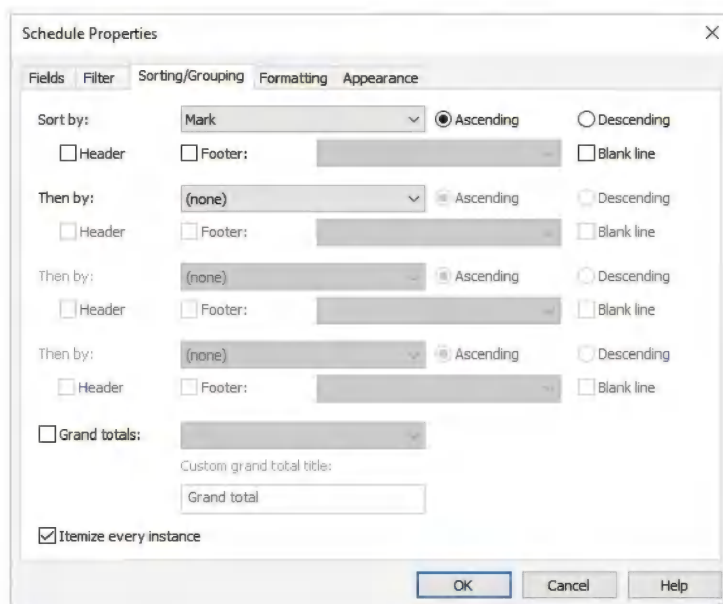 Schedule Properties
Fields Filter Sorting/Grouping Formatting Appearance
Sort by: Mark Ascending Descending
Header Footer: Blank line
Then by: (none) Ascending Descending
Header Footer: Blank line
Then by: (none) Ascending Descending
Header Footer: Blank line
Then by: (none) Ascending Descending
Header Footer: Blank line
Grand totals:
Custom grand total title:
Grand total
Itemize every instance
OK Cancel Help